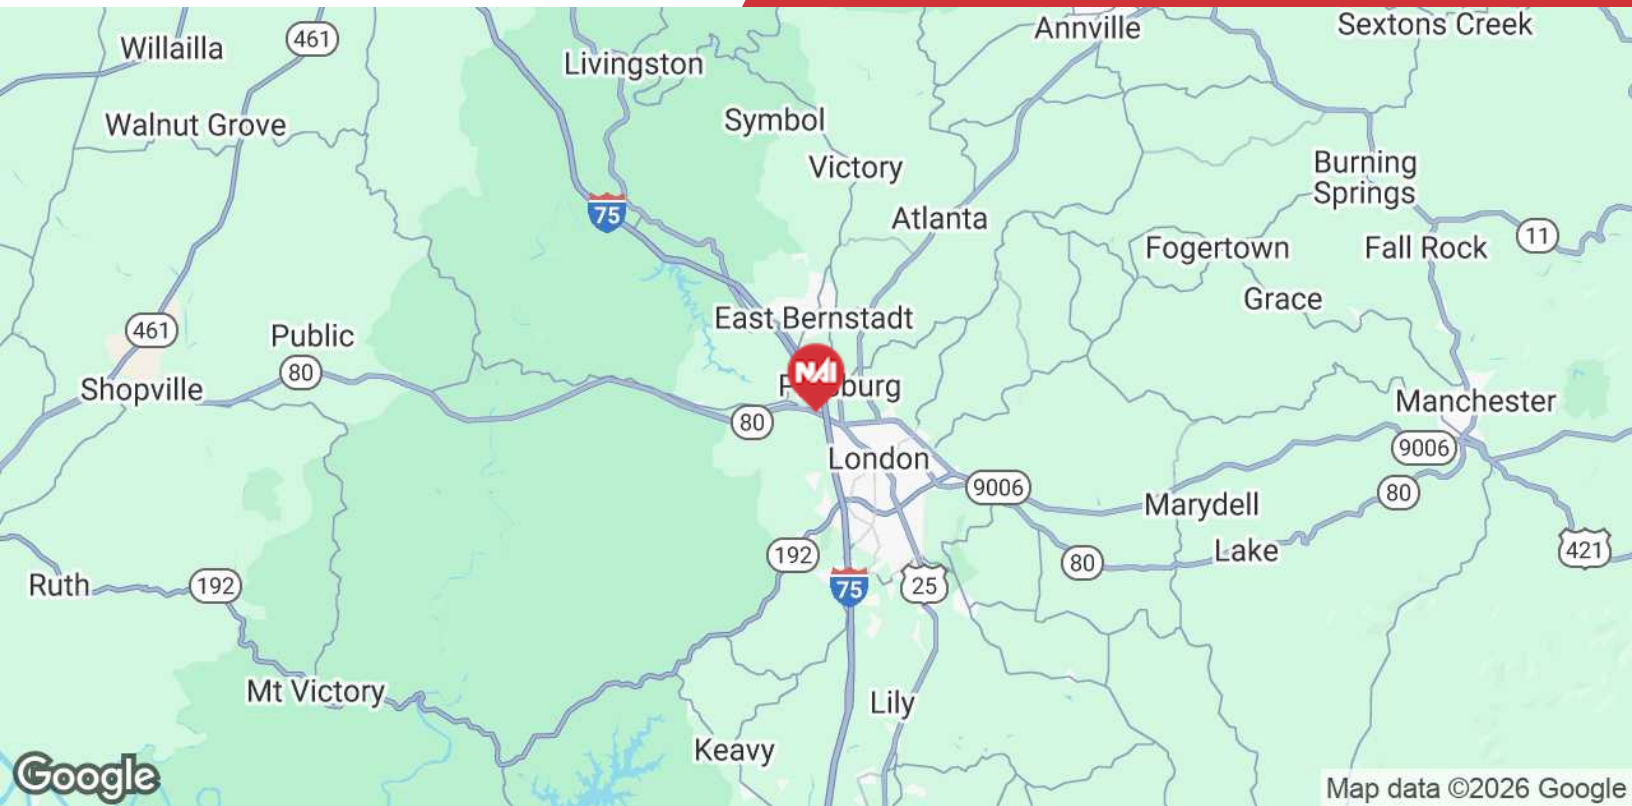 Annville
Sextons Creek
461
Willailla
Livingston
Walnut Grove
Symbol
Victory
Burning
Springs
75
Atlanta
11
Fogertown
Fall Rock
Grace
East Bernstadt
461
Public
80
NAI
Shopville
Manchester
80
London
9006
9006
80
Marydell
192
Lake
421
80
Ruth
192
75
25
Mt Victory
Lily
Keavy
Google
Map data ©2026 Google